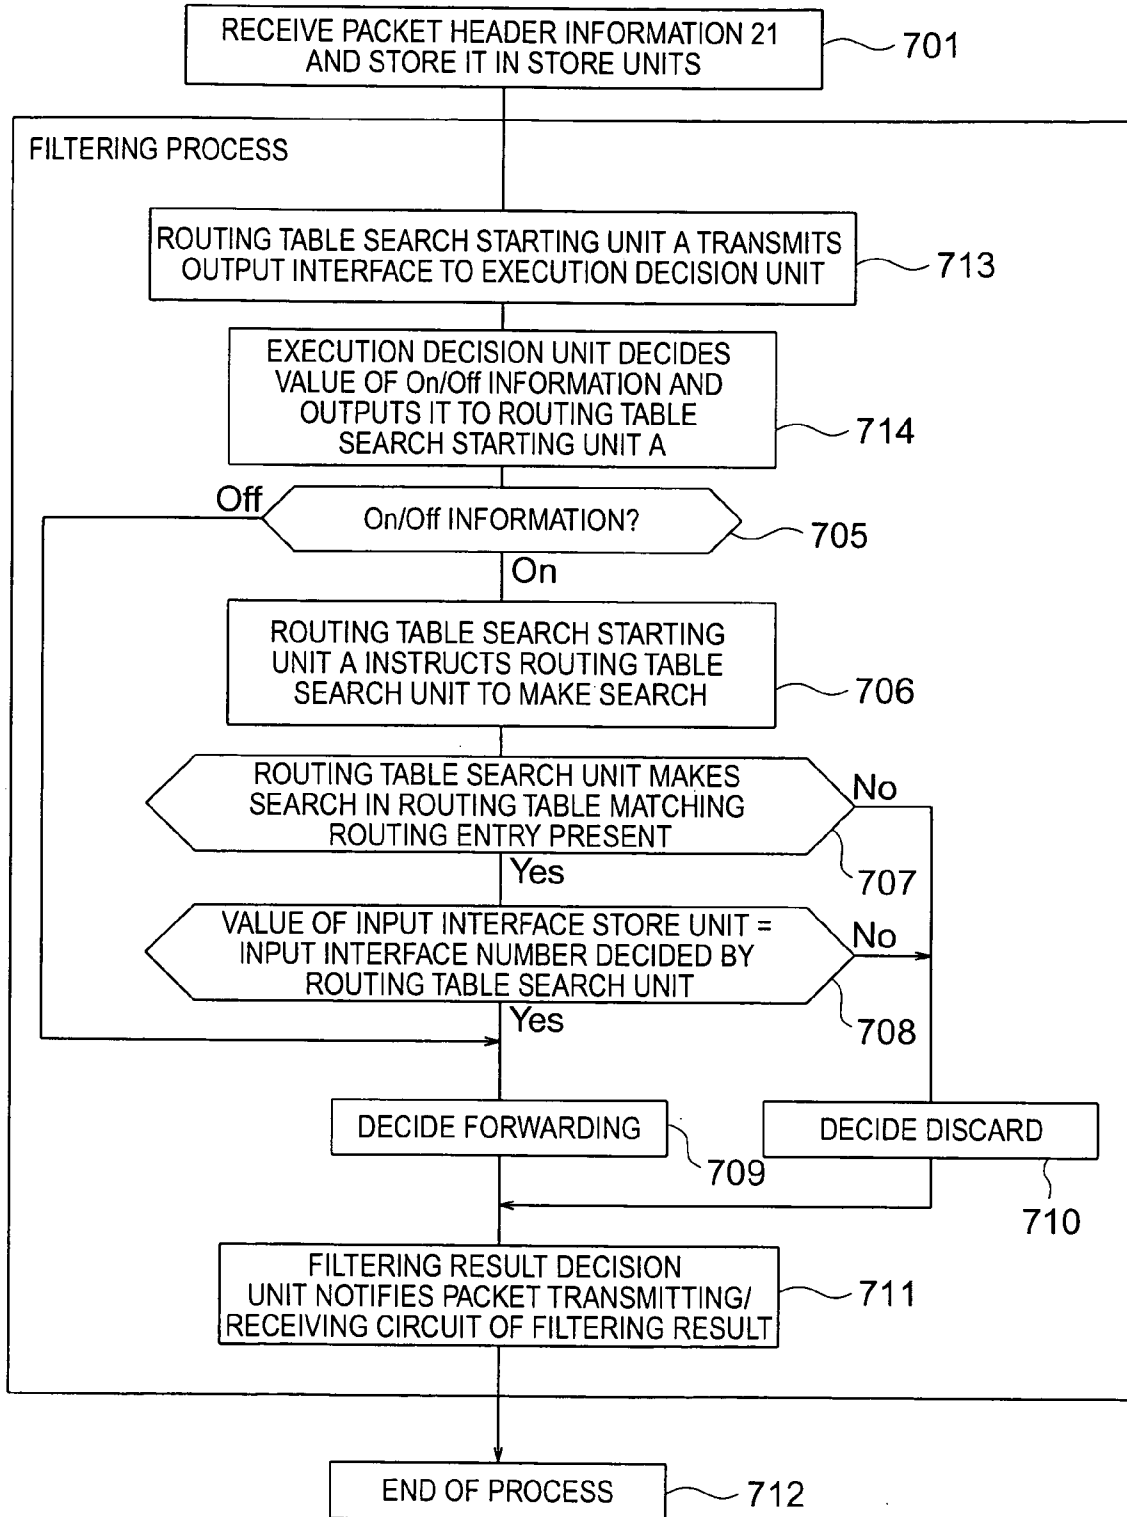 RECEIVE PACKET HEADER INFORMATION 21
AND STORE IT IN STORE UNITS
701
FILTERING PROCESS
ROUTING TABLE SEARCH STARTING UNIT A TRANSMITS
OUTPUT INTERFACE TO EXECUTION DECISION UNIT
713
EXECUTION DECISION UNIT DECIDES
VALUE OF On/Off INFORMATION AND
OUTPUTS IT TO ROUTING TABLE
SEARCH STARTING UNIT A
714
Off
On/Off INFORMATION?
705
On
ROUTING TABLE SEARCH STARTING
UNIT A INSTRUCTS ROUTING TABLE
SEARCH UNIT TO MAKE SEARCH
706
ROUTING TABLE SEARCH UNIT MAKES
SEARCH IN ROUTING TABLE MATCHING
ROUTING ENTRY PRESENT
No
707
Yes
VALUE OF INPUT INTERFACE STORE UNIT =
INPUT INTERFACE NUMBER DECIDED BY
ROUTING TABLE SEARCH UNIT
No
708
Yes
DECIDE FORWARDING
709
DECIDE DISCARD
710
FILTERING RESULT DECISION
UNIT NOTIFIES PACKET TRANSMITTING/
RECEIVING CIRCUIT OF FILTERING RESULT
711
END OF PROCESS
712